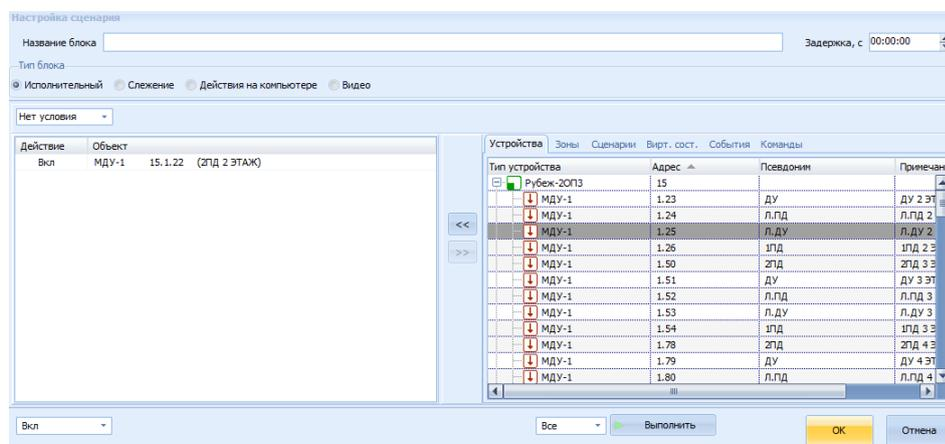 Настройка сценария
Название блока
Задержка, с 00:00:00
Тип блока
Исполнительный Слежение Действия на компьютере Видео
Нет условия
Действие Объект
Вкл МДУ-1 15.1.22 (2ПД 2 ЭТАЖ)
<<
>>
Устройства Зоны Сценарии Вирт. сост. События Команды
Тип устройства Адрес Псевдоним Примечан
Рубеж-2ОП3 15
МДУ-1 1.23 ДУ ДУ 2 ЭТ
МДУ-1 1.24 Л.ПД Л.ПД 2
МДУ-1 1.25 Л.ДУ Л.ДУ 2
МДУ-1 1.26 1ПД 1ПД 2 Э
МДУ-1 1.50 2ПД 2ПД 3 Э
МДУ-1 1.51 ДУ ДУ 3 ЭТ
МДУ-1 1.52 Л.ПД Л.ПД 3
МДУ-1 1.53 Л.ДУ Л.ДУ 3
МДУ-1 1.54 1ПД 1ПД 3 Э
МДУ-1 1.78 2ПД 2ПД 4 Э
МДУ-1 1.79 ДУ ДУ 4 ЭТ
МДУ-1 1.80 Л.ПД Л.ПД 4
Вкл Все Выполнить OK Отмена